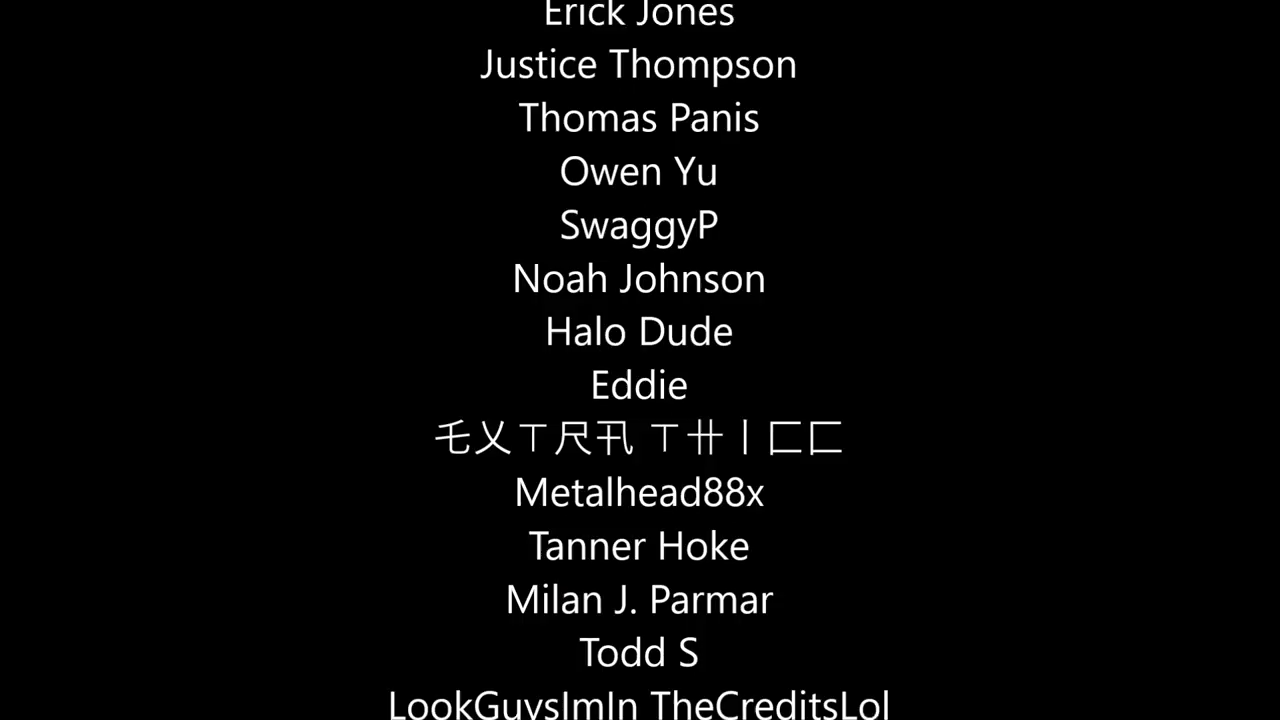 Erick Jones
Justice Thompson
Thomas Panis
Owen Yu
SwaggyP
Noah Johnson
Halo Dude
Eddie
乇乂ㄒ尺卂 ㄒ卄丨匚匚
Metalhead88x
Tanner Hoke
Milan J. Parmar
Todd S
LookGuysImIn TheCreditsLol